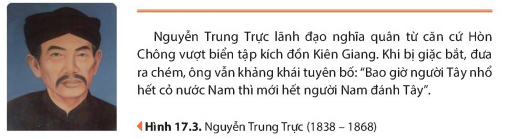 Nguyễn Trung Trực lãnh đạo nghĩa quân từ căn cứ Hòn
Chông vượt biển tập kích đồn Kiên Giang. Khi bị giặc bắt, đưa
ra chém, ông vẫn khảng khái tuyên bố: “Bao giờ người Tây nhổ
hết cỏ nước Nam thì mới hết người Nam đánh Tây”.
Hình 17.3. Nguyễn Trung Trực (1838 – 1868)